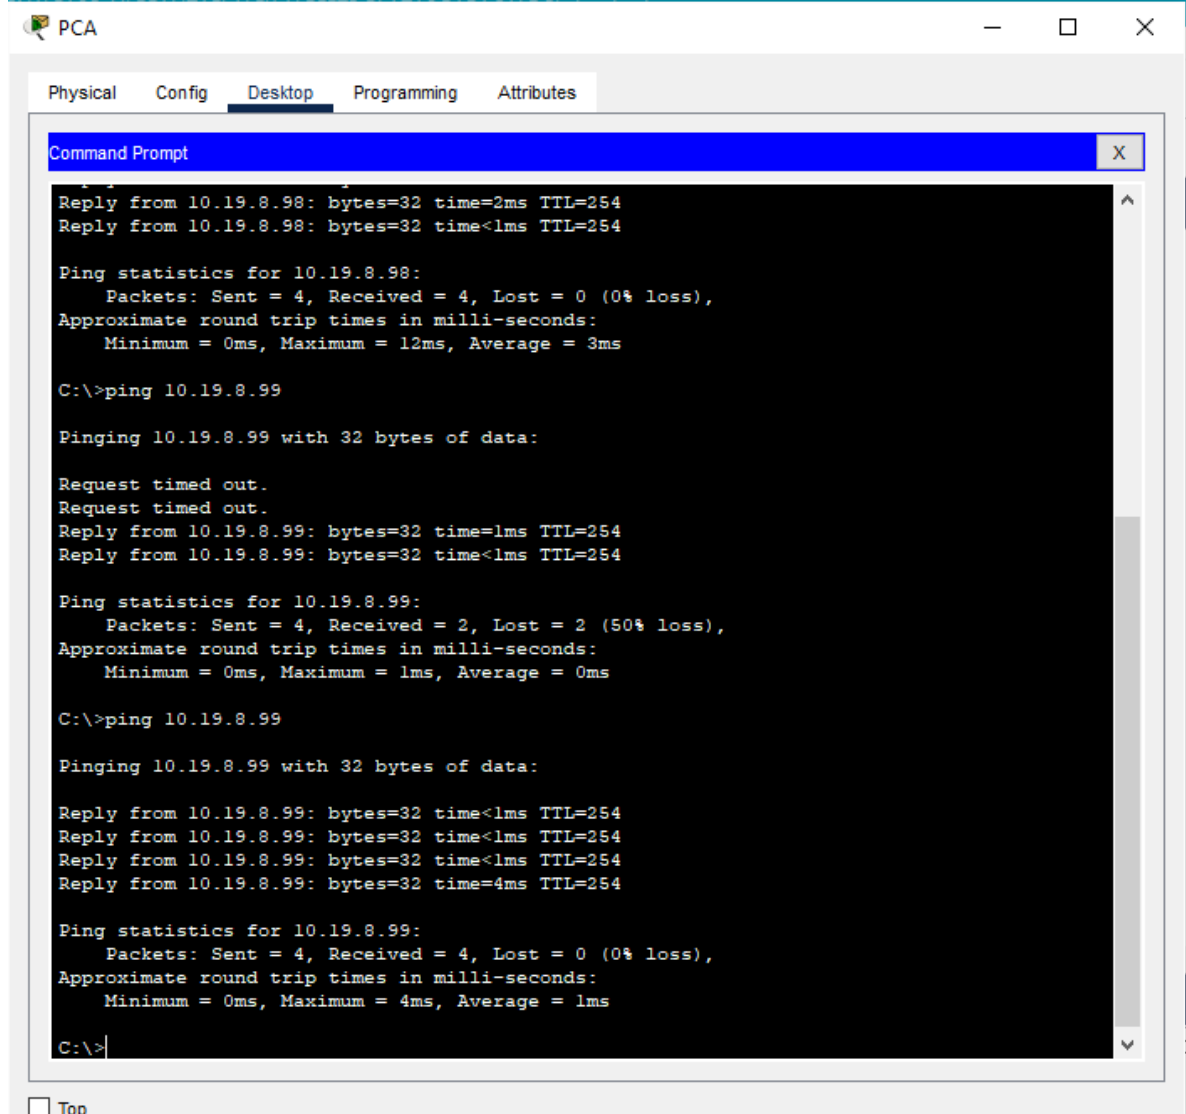 PCA
Physical Config Desktop Programming Attributes
Command Prompt
X
Reply from 10.19.8.98: bytes=32 time=2ms TTL=254
Reply from 10.19.8.98: bytes=32 time<1ms TTL=254
Ping statistics for 10.19.8.98:
Packets: Sent = 4, Received = 4, Lost = 0 (0% loss),
Approximate round trip times in milli-seconds:
Minimum = 0ms, Maximum = 12ms, Average = 3ms
C:\>ping 10.19.8.99
Pinging 10.19.8.99 with 32 bytes of data:
Request timed out.
Request timed out.
Reply from 10.19.8.99: bytes=32 time=1ms TTL=254
Reply from 10.19.8.99: bytes=32 time<1ms TTL=254
Ping statistics for 10.19.8.99:
Packets: Sent = 4, Received = 2, Lost = 2 (50% loss),
Approximate round trip times in milli-seconds:
Minimum = 0ms, Maximum = 1ms, Average = 0ms
C:\>ping 10.19.8.99
Pinging 10.19.8.99 with 32 bytes of data:
Reply from 10.19.8.99: bytes=32 time<1ms TTL=254
Reply from 10.19.8.99: bytes=32 time<1ms TTL=254
Reply from 10.19.8.99: bytes=32 time<1ms TTL=254
Reply from 10.19.8.99: bytes=32 time=4ms TTL=254
Ping statistics for 10.19.8.99:
Packets: Sent = 4, Received = 4, Lost = 0 (0% loss),
Approximate round trip times in milli-seconds:
Minimum = 0ms, Maximum = 4ms, Average = 1ms
C:\>
Top